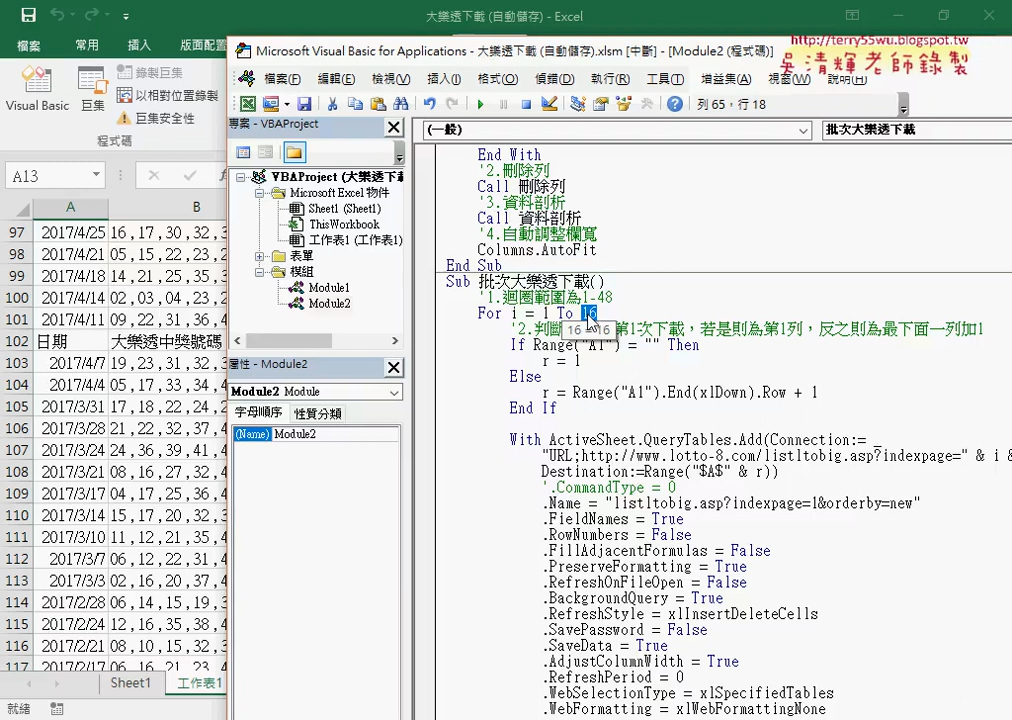 大樂透下載 (自動儲存) - Excel
檔案 常用 插入 版面配置
Visual Basic 巨集 錄製巨集
以相對位置錄製
巨集安全性
程式碼
A13
A B
97 2017/4/25 16,17,30,32,3
98 2017/4/21 05,15,22,23,2
99 2017/4/18 14,21,25,35,3
100 2017/4/14 01,03,12,14,2
101 2017/4/11 09,22,31,36,4
102 日期 大樂透中獎號碼
103 2017/4/7 19,23,31,32,3
104 2017/4/4 05,17,33,34,4
105 2017/3/31 17,18,22,24,2
106 2017/3/28 21,22,32,37,4
107 2017/3/24 24,36,39,41,4
108 2017/3/21 08,16,27,32,4
109 2017/3/17 04,17,25,36,4
110 2017/3/14 15,17,20,32,4
111 2017/3/10 11,12,21,35,4
112 2017/3/7 06,12,22,31,4
113 2017/3/3 02,16,20,37,4
114 2017/2/28 06,14,15,19,3
115 2017/2/24 12,16,35,38,4
116 2017/2/21 08,10,15,32,3
117 2017/2/17 06,16,21,23,4
Sheet1 工作表1
就緒
Microsoft Visual Basic for Applications - 大樂透下載 (自動儲存).xlsm [中斷] - [Module2 (程式碼)]
http://terry55wu.blogspot.tw
吳清輝老師錄製
檔案(F) 編輯(E) 檢視(V) 插入(I) 格式(O) 偵錯(D) 執行(R) 工具(T) 增益集(A) 視窗(W) 說明(H)
列 65，行 18
專案 - VBAProject
VBAProject (大樂透下載
Microsoft Excel 物件
Sheet1 (Sheet1)
ThisWorkbook
工作表1 (工作表1)
表單
模組
Module1
Module2
屬性 - Module2
Module2 Module
字母順序 性質分類
(Name) Module2
(一般) 批次大樂透下載
End With
'2.刪除列
Call 刪除列
'3.資料剖析
Call 資料剖析
'4.自動調整欄寬
Columns.AutoFit
End Sub
Sub 批次大樂透下載()
'1.迴圈範圍為1-48
For i = 1 To 16
'2.判斷 第1次下載，若是則為第1列，反之則為最下面一列加1
16 = 16
If Range("A1") = "" Then
r = 1
Else
r = Range("A1").End(xlDown).Row + 1
End If
With ActiveSheet.QueryTables.Add(Connection:= _
"URL;http://www.lotto-8.com/listltobig.asp?indexpage=" & i &
Destination:=Range("$A$" & r))
'.CommandType = 0
.Name = "listltobig.asp?indexpage=1&orderby=new"
.FieldNames = True
.RowNumbers = False
.FillAdjacentFormulas = False
.PreserveFormatting = True
.RefreshOnFileOpen = False
.BackgroundQuery = True
.RefreshStyle = xlInsertDeleteCells
.SavePassword = False
.SaveData = True
.AdjustColumnWidth = True
.RefreshPeriod = 0
.WebSelectionType = xlSpecifiedTables
.WebFormatting = xlWebFormattingNone